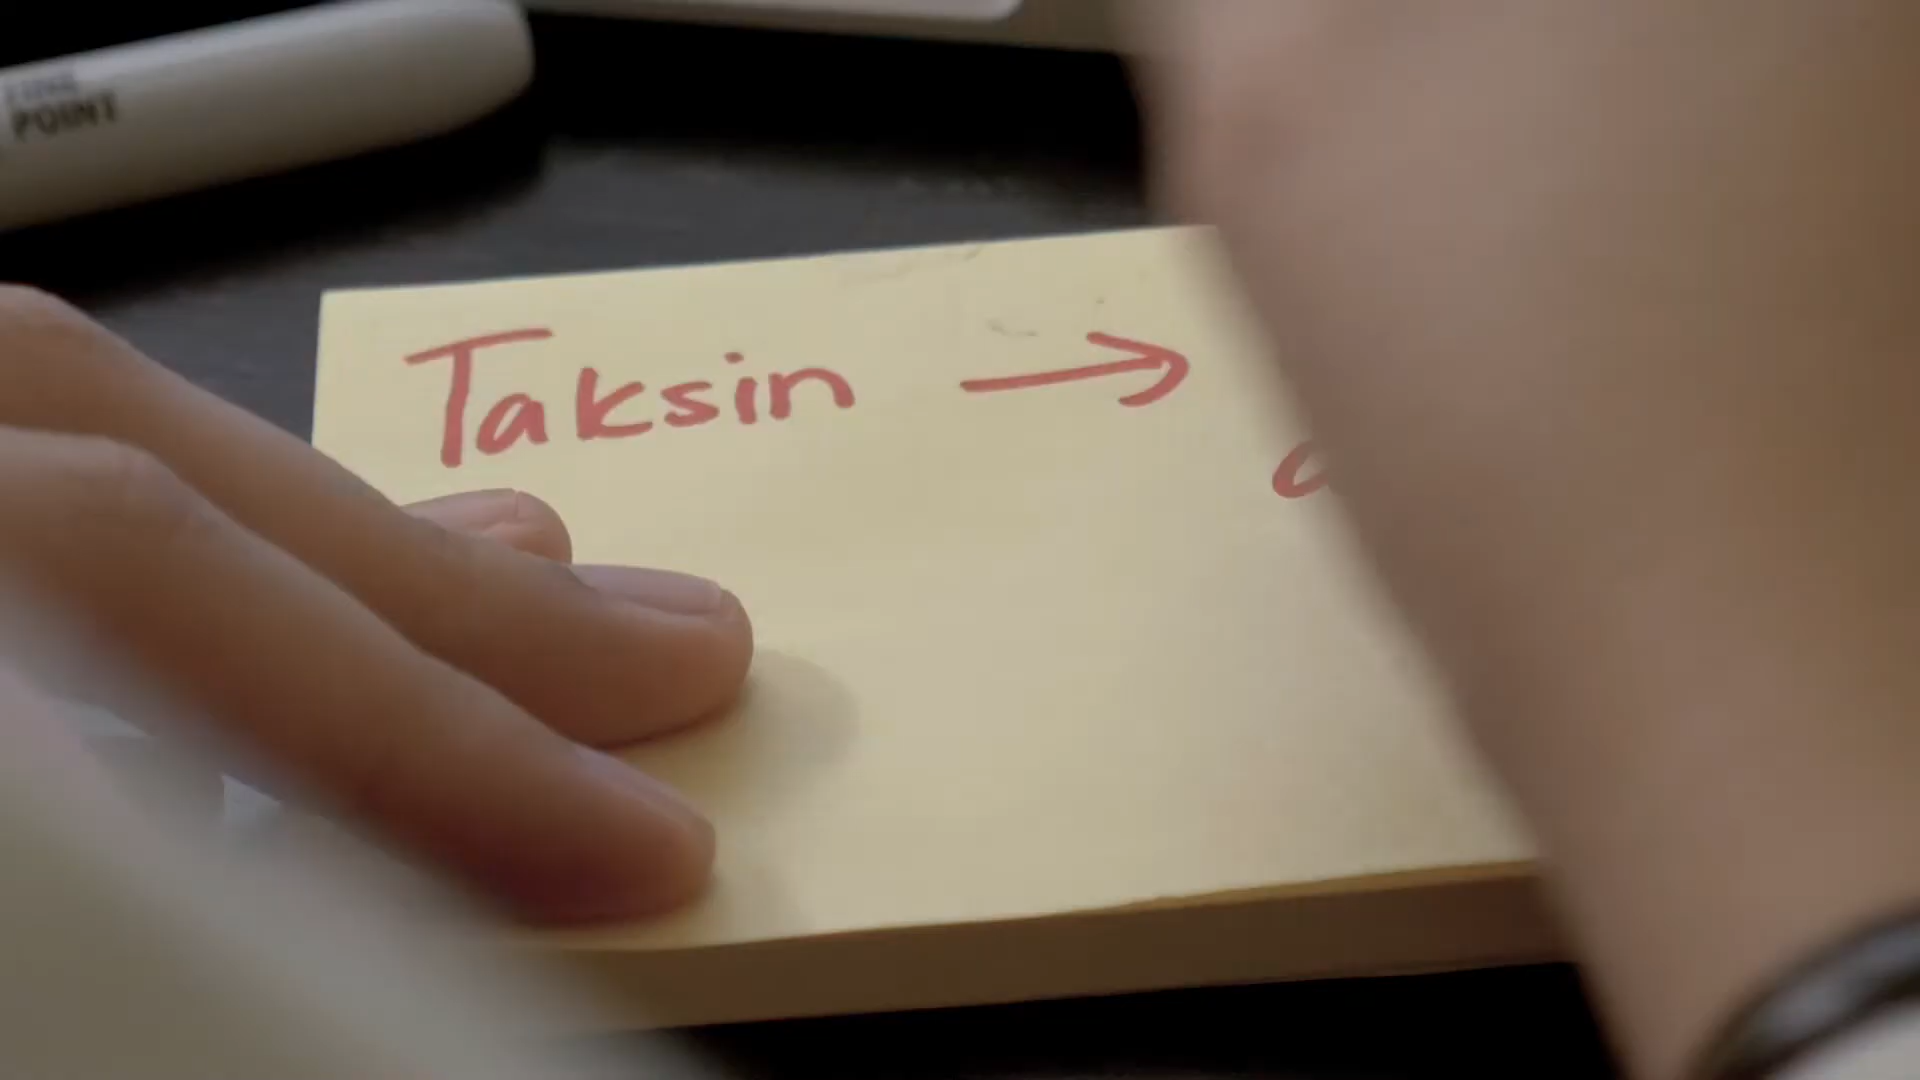 POINT
Taksin →